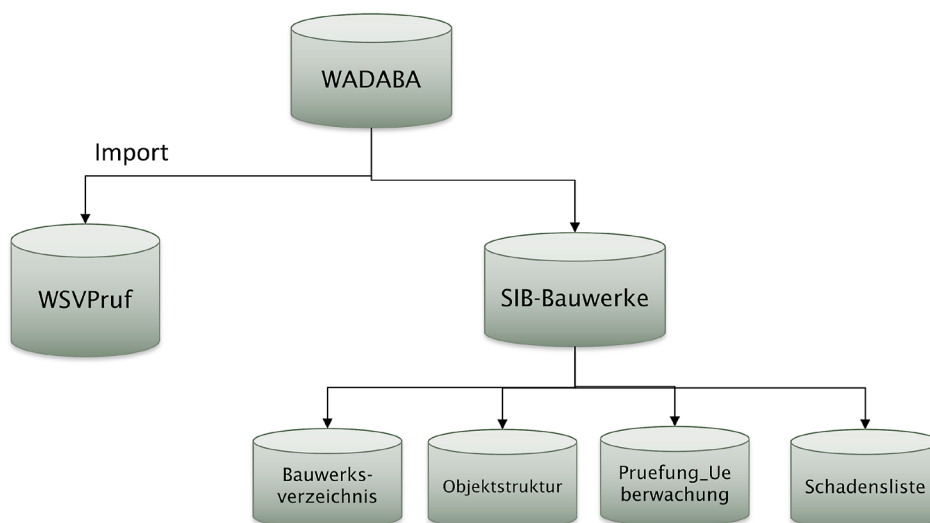 WADABA
Import
WSVPruf
SIB-Bauwerke
Bauwerks-
verzeichnis
Objektstruktur
Pruefung_Ue
berwachung
Schadensliste